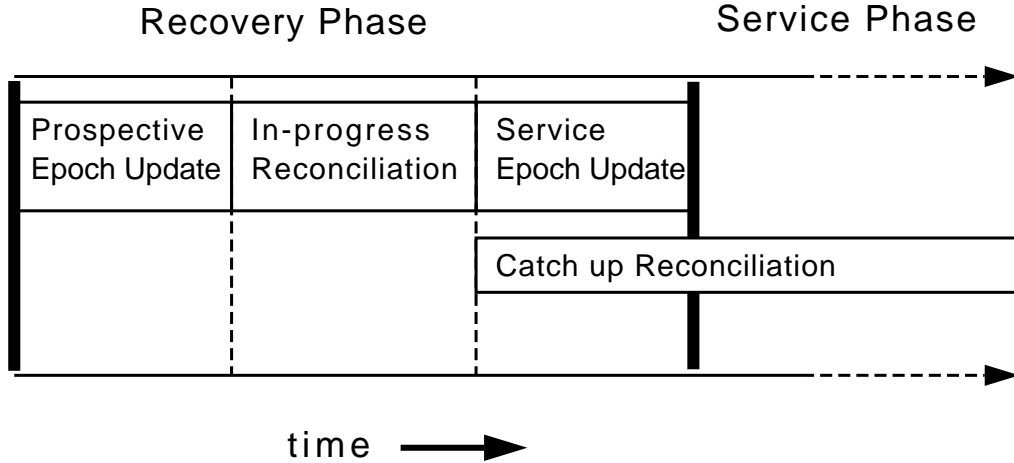 Recovery Phase
Service Phase
Prospective
Epoch Update
In-progress
Reconciliation
Service
Epoch Update
Catch up Reconciliation
time